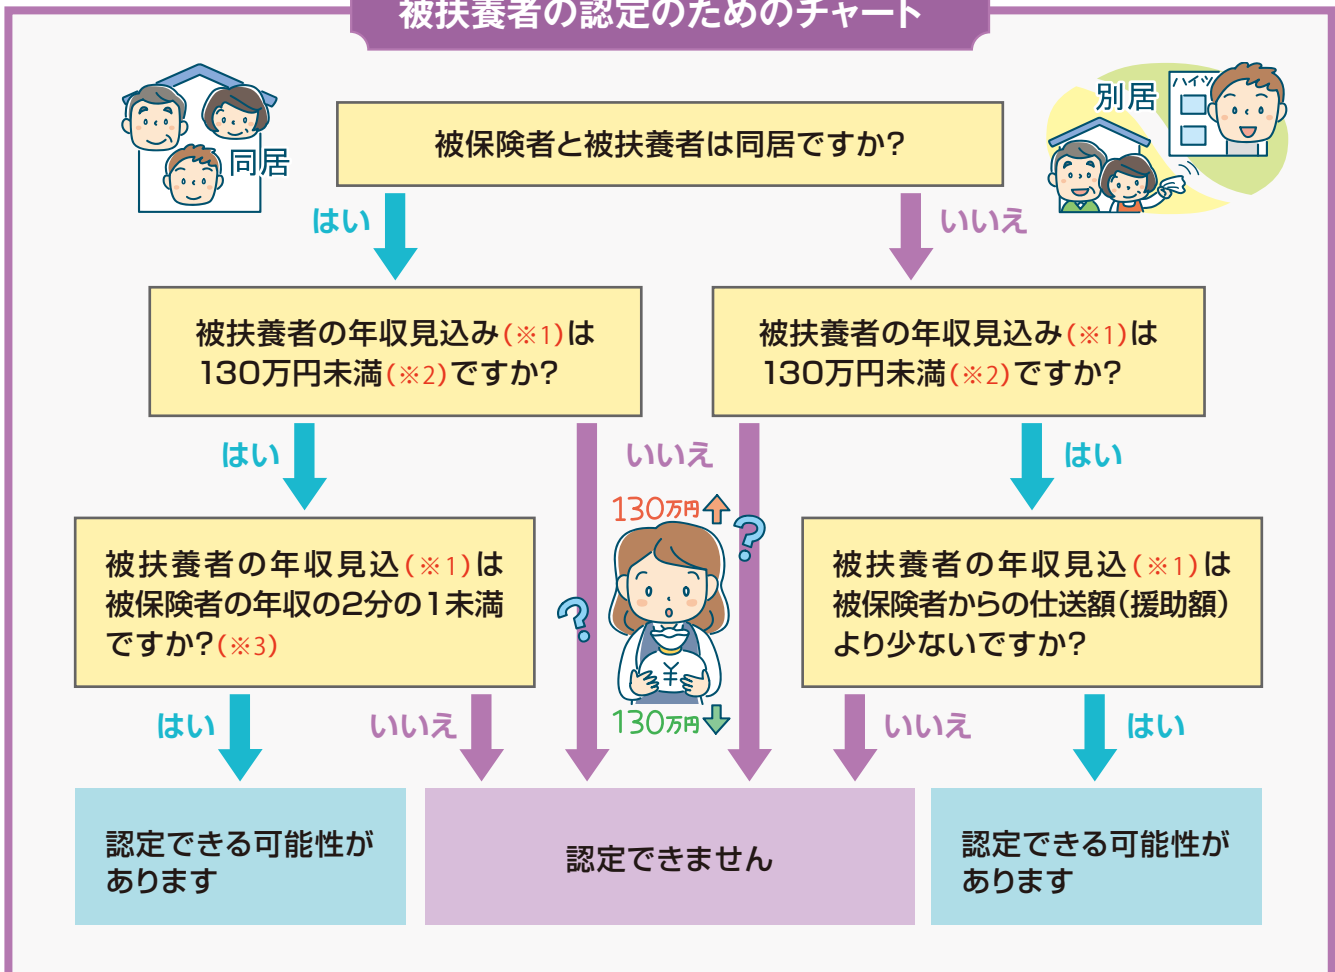 被扶養者の認定のためのチャート
同居
別居
ハイツ
被保険者と被扶養者は同居ですか?
はい
いいえ
被扶養者の年収見込み(※1)は
130万円未満(※2)ですか?
被扶養者の年収見込み(※1)は
130万円未満(※2)ですか?
はい
いいえ
はい
130万円
?
?
¥
130万円
被扶養者の年収見込(※1)は
被保険者の年収の2分の1未満
ですか?(※3)
被扶養者の年収見込(※1)は
被保険者からの仕送額(援助額)
より少ないですか?
はい
いいえ
いいえ
はい
認定できる可能性が
あります
認定できません
認定できる可能性が
あります